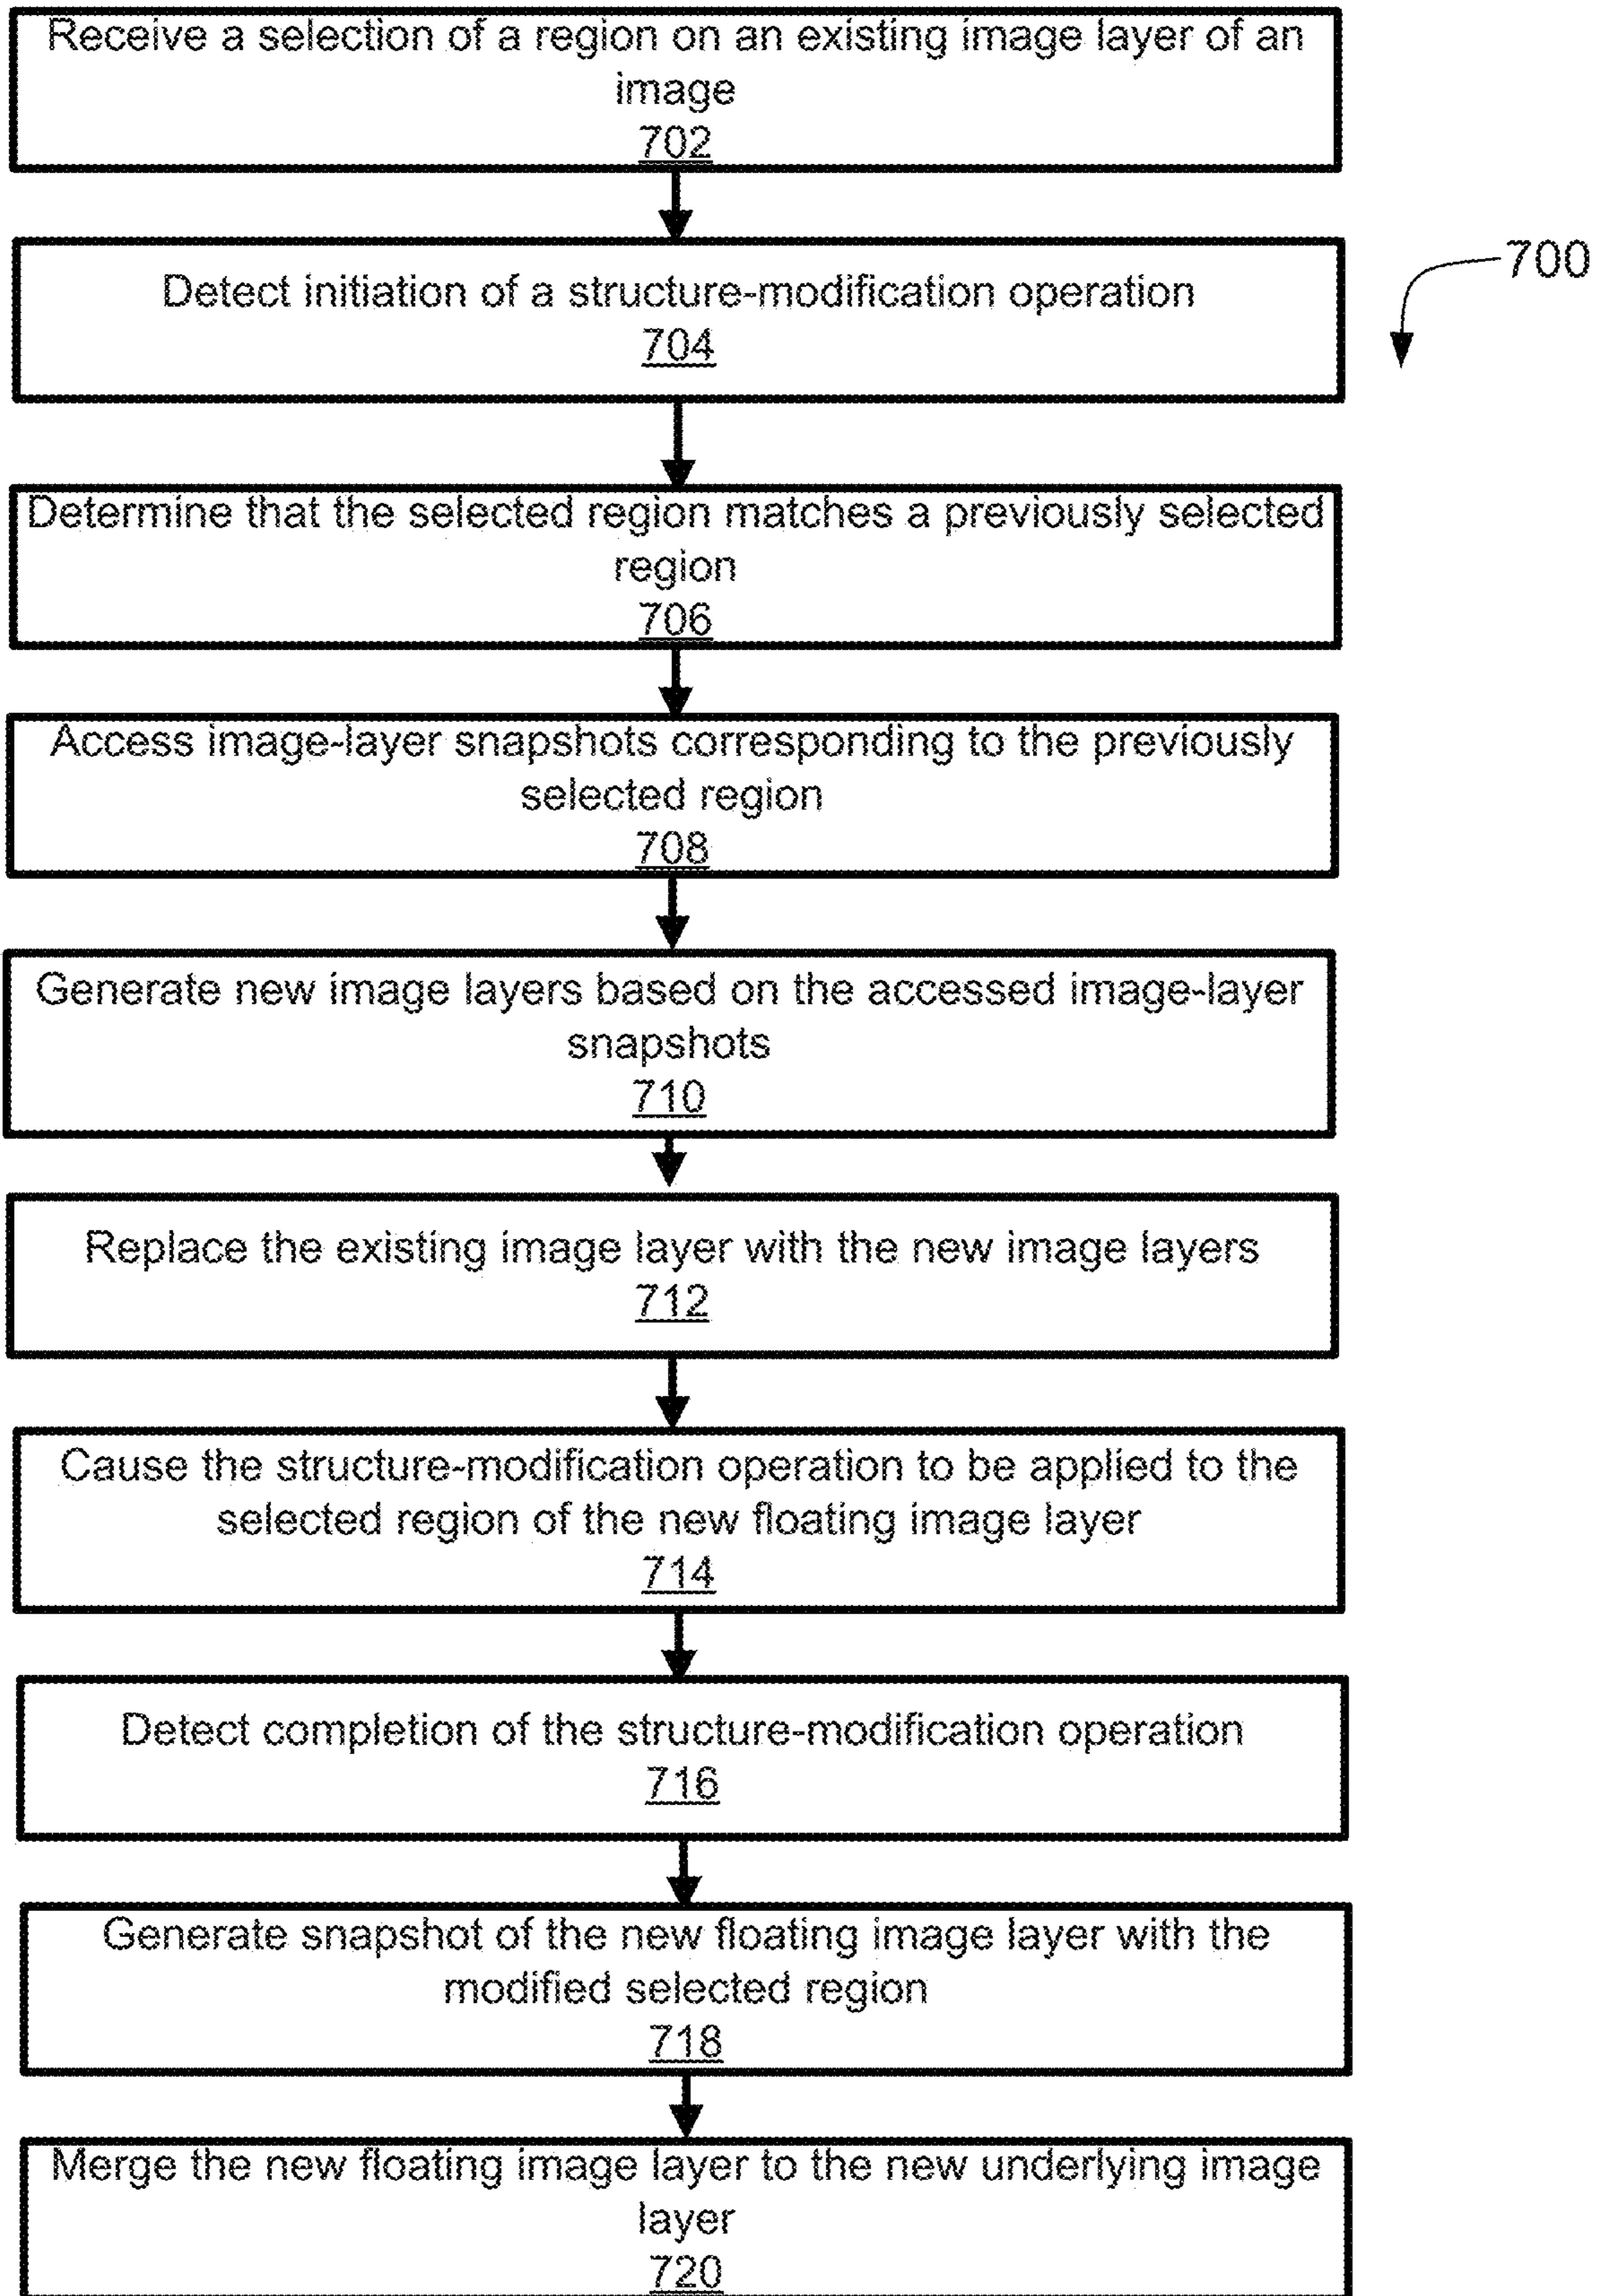 Receive a selection of a region on an existing image layer of an
image
702
700
Detect initiation of a structure-modification operation
704
Determine that the selected region matches a previously selected
region
706
Access image-layer snapshots corresponding to the previously
selected region
708
Generate new image layers based on the accessed image-layer
snapshots
710
Replace the existing image layer with the new image layers
712
Cause the structure-modification operation to be applied to the
selected region of the new floating image layer
714
Detect completion of the structure-modification operation
716
Generate snapshot of the new floating image layer with the
modified selected region
718
Merge the new floating image layer to the new underlying image
layer
720